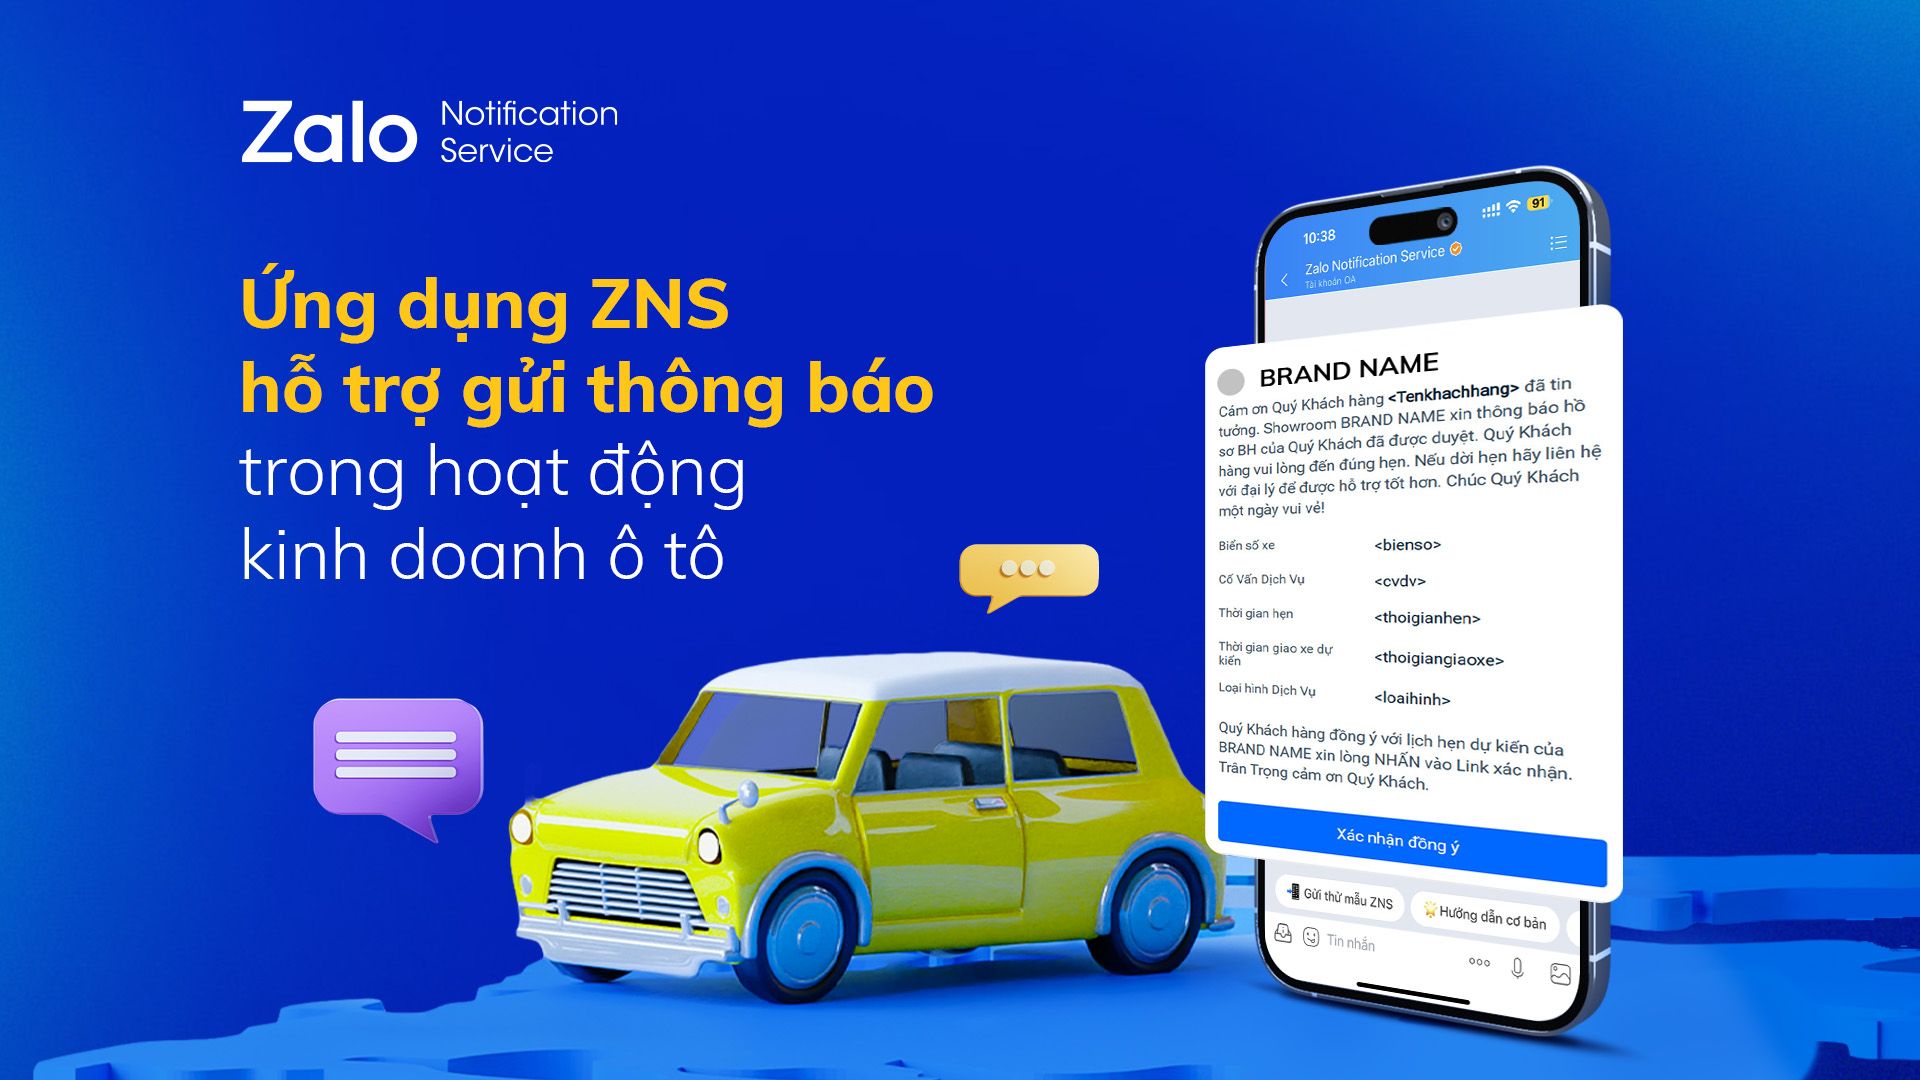 Zalo Notification
Service
Ứng dụng ZNS
hỗ trợ gửi thông báo
trong hoạt động
kinh doanh ô tô
10:38
91
Zalo Notification Service
Tài khoản OA
BRAND NAME
Cám ơn Quý Khách hàng <Tenkhachhang> đã tin
tưởng. Showroom BRAND NAME xin thông báo hồ
sơ BH của Quý Khách đã được duyệt. Quý Khách
hàng vui lòng đến đúng hẹn. Nếu dời hẹn hãy liên hệ
với đại lý để được hỗ trợ tốt hơn. Chúc Quý Khách
một ngày vui vẻ!
Biển số xe <bienso>
Cố Vấn Dịch Vụ <cvdv>
Thời gian hẹn <thoigianhen>
Thời gian giao xe dự
kiến <thoigiangiaoxe>
Loại hình Dịch Vụ <loaihinh>
Quý Khách hàng đồng ý với lịch hẹn dự kiến của
BRAND NAME xin lòng NHẤN vào Link xác nhận.
Trân Trọng cảm ơn Quý Khách.
Xác nhận đồng ý
Gửi thử mẫu ZNS
Hướng dẫn cơ bản
Tin nhắn